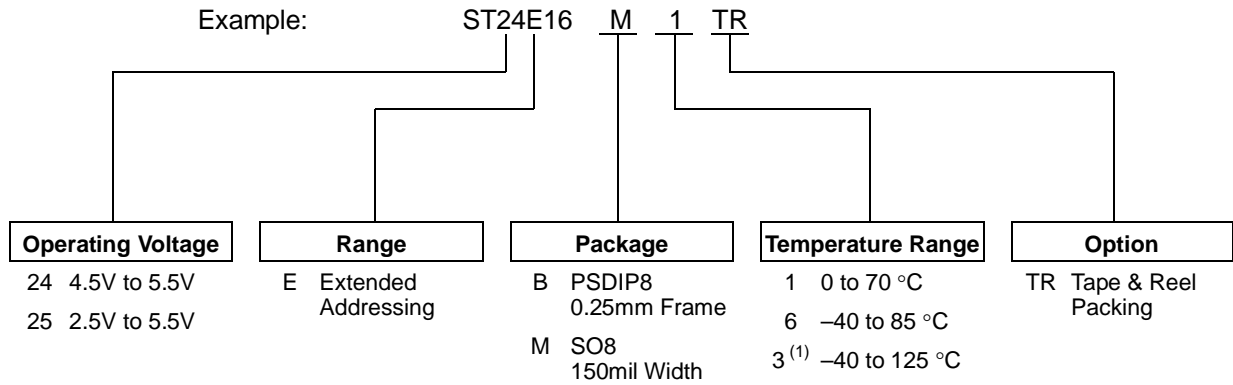 Example: ST24E16 M 1 TR
Operating Voltage
24 4.5V to 5.5V
25 2.5V to 5.5V
Range
E Extended
Addressing
Package
B PSDIP8
0.25mm Frame
M SO8
150mil Width
Temperature Range
1 0 to 70 °C
6 –40 to 85 °C
3 (1) –40 to 125 °C
Option
TR Tape & Reel
Packing